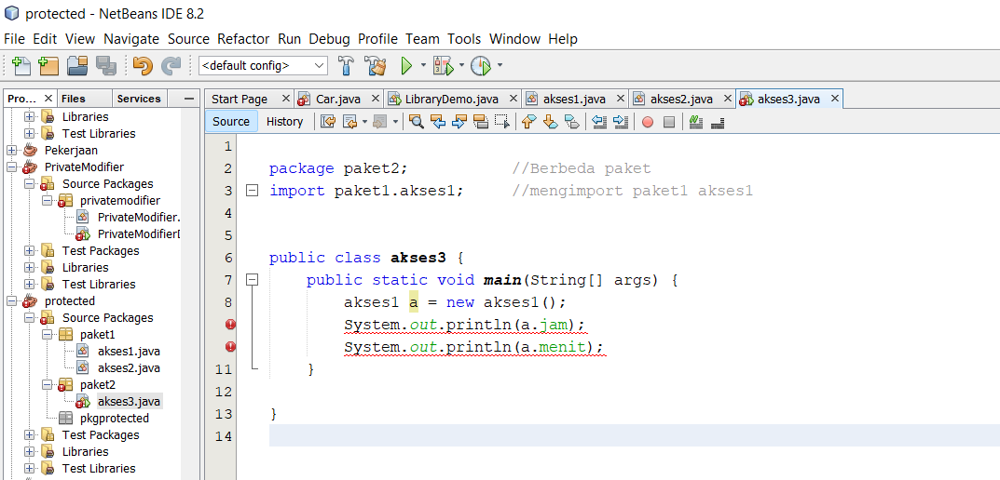 protected - NetBeans IDE 8.2
File Edit View Navigate Source Refactor Run Debug Profile Team Tools Window Help
<default config>
Pro... Files Services
Libraries
Test Libraries
Pekerjaan
PrivateModifier
Source Packages
privatemodifier
PrivateModifier.
PrivateModifierD
Test Packages
Libraries
Test Libraries
protected
Source Packages
paket1
akses1.java
akses2.java
paket2
akses3.java
pkgprotected
Test Packages
Libraries
Test Libraries
Start Page Car.java LibraryDemo.java akses1.java akses2.java akses3.java
Source History
1
2 package paket2; //Berbeda paket
3 import paket1.akses1; //mengimport paket1 akses1
4
5
6 public class akses3 {
7 public static void main(String[] args) {
8 akses1 a = new akses1();
System.out.println(a.jam);
System.out.println(a.menit);
11 }
12
13 }
14